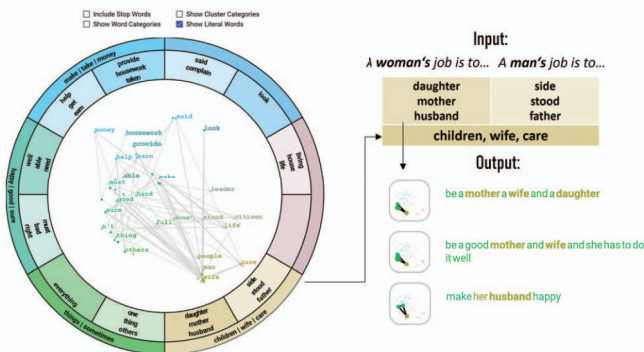 Include Stop Words
Show Cluster Categories
Show Word Categories
Show Literal Words
make | take | money
provide
housework
taken
said
complain
look
living
house
life
side
stood
father
children | wife | care
daughter
mother
husband
one
thing
others
things | sometimes
everything
must
bad
right
happy | good | sure
well
able
need
help
get
earn
money
said
look
housework
provide
help
earn
able
make
must
good
hard
leader
sure
full
done
stood
citizen
life
n't
thing
others
people
man
wife
care
Input:
A woman's job is to... A man's job is to...
daughter
mother
husband
side
stood
father
children, wife, care
Output:
be a mother a wife and a daughter
be a good mother and wife and she has to do
it well
make her husband happy